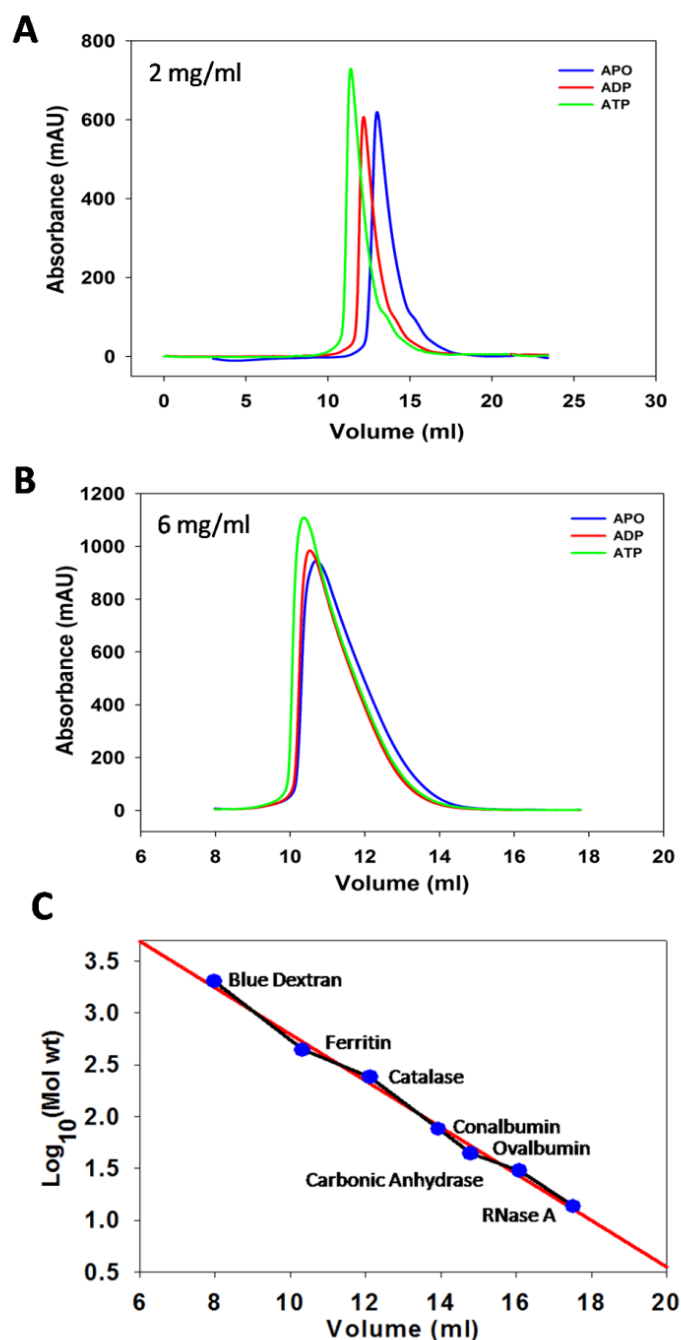 A
2 mg/ml
APO
ADP
ATP
800
600
400
200
0
Absorbance (mAU)
0 5 10 15 20 25 30
Volume (ml)
B
6 mg/ml
APO
ADP
ATP
1200
1000
800
600
400
200
0
Absorbance (mAU)
6 8 10 12 14 16 18 20
Volume (ml)
C
3.5
3.0
2.5
2.0
1.5
1.0
0.5
Log10(Mol wt)
Blue Dextran
Ferritin
Catalase
Conalbumin
Ovalbumin
Carbonic Anhydrase
RNase A
6 8 10 12 14 16 18 20
Volume (ml)